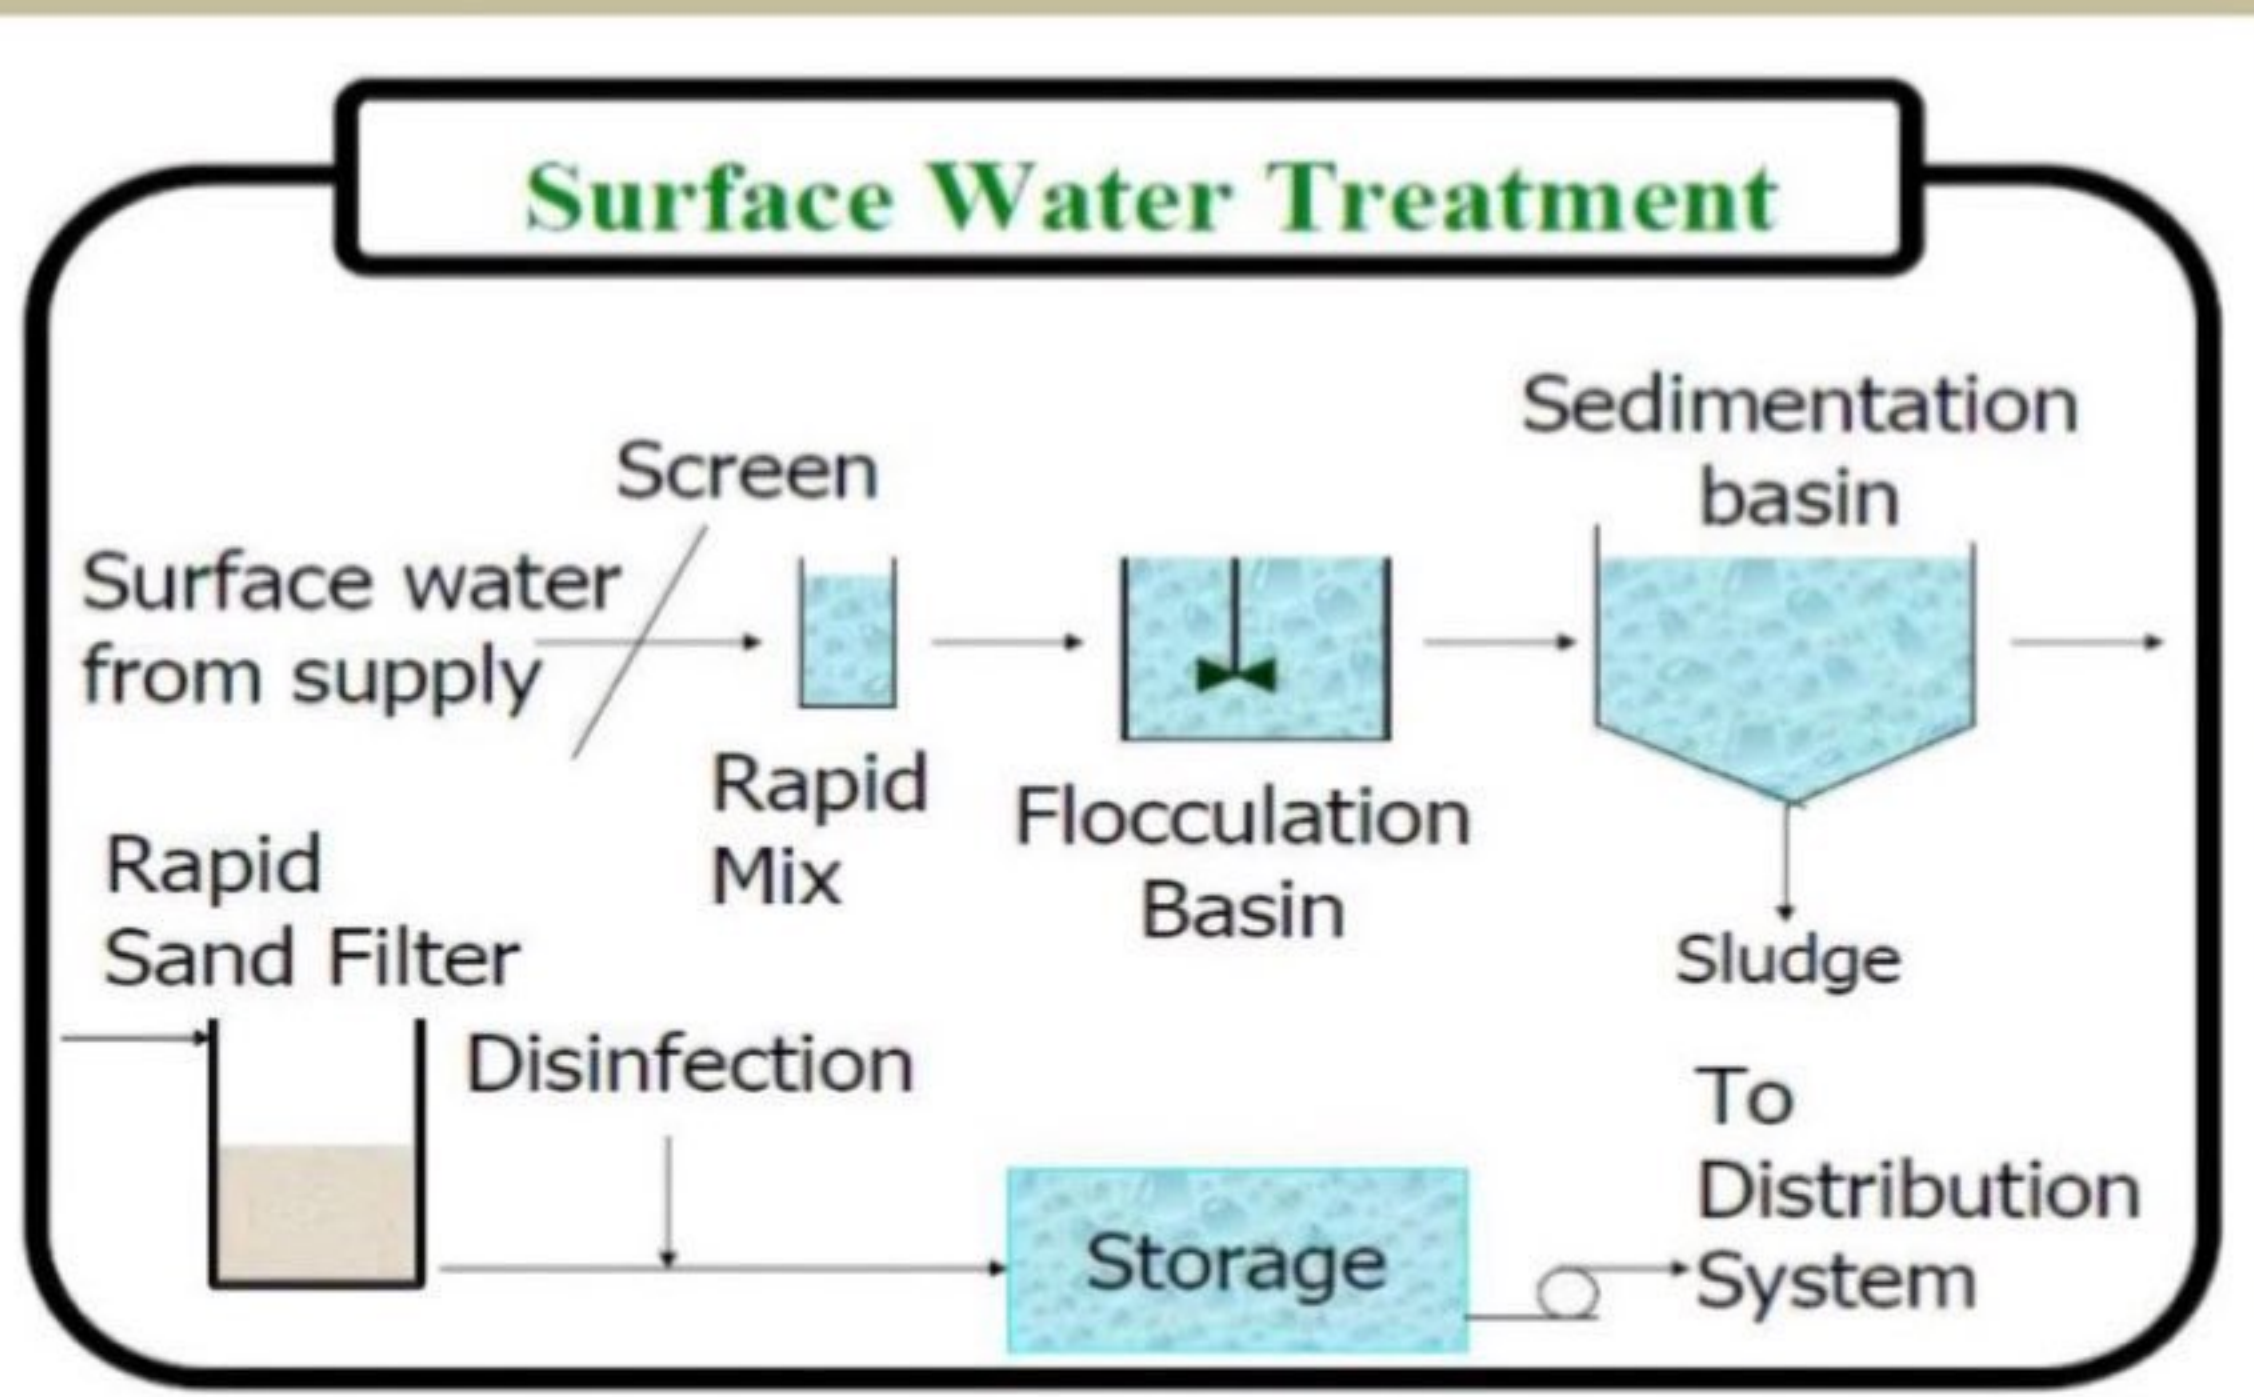 Surface Water Treatment
Screen
Surface water
from supply
Rapid
Mix
Flocculation
Basin
Sedimentation
basin
Sludge
Rapid
Sand Filter
Disinfection
Storage
To
Distribution
System